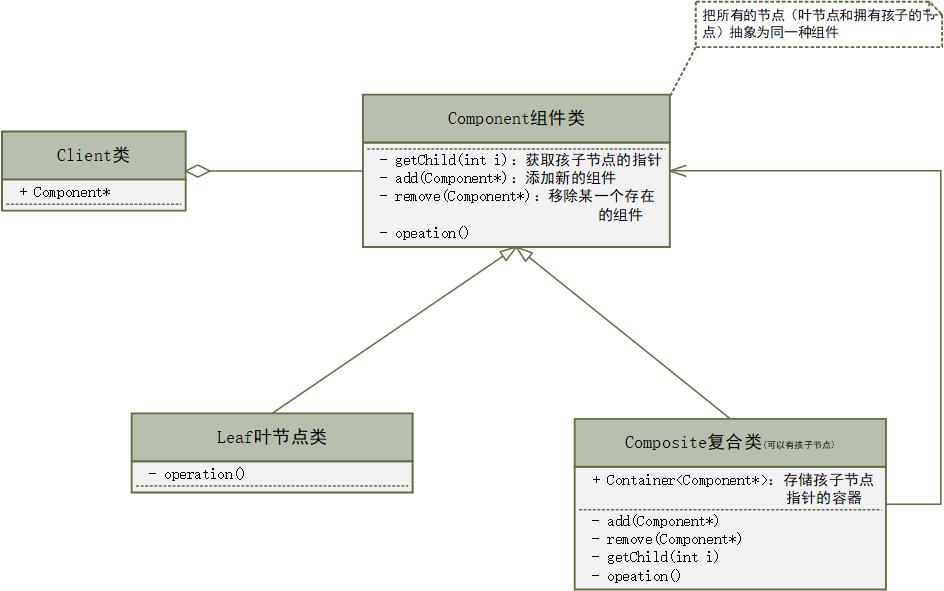 把所有的节点（叶节点和拥有孩子的节
点）抽象为同一种组件
Component组件类
- getChild(int i)：获取孩子节点的指针
- add(Component*)：添加新的组件
- remove(Component*)：移除某一个存在
的组件
- opeation()
Client类
+ Component*
Leaf叶节点类
- operation()
Composite复合类(可以有孩子节点)
+ Container<Component*>：存储孩子节点
指针的容器
- add(Component*)
- remove(Component*)
- getChild(int i)
- opeation()